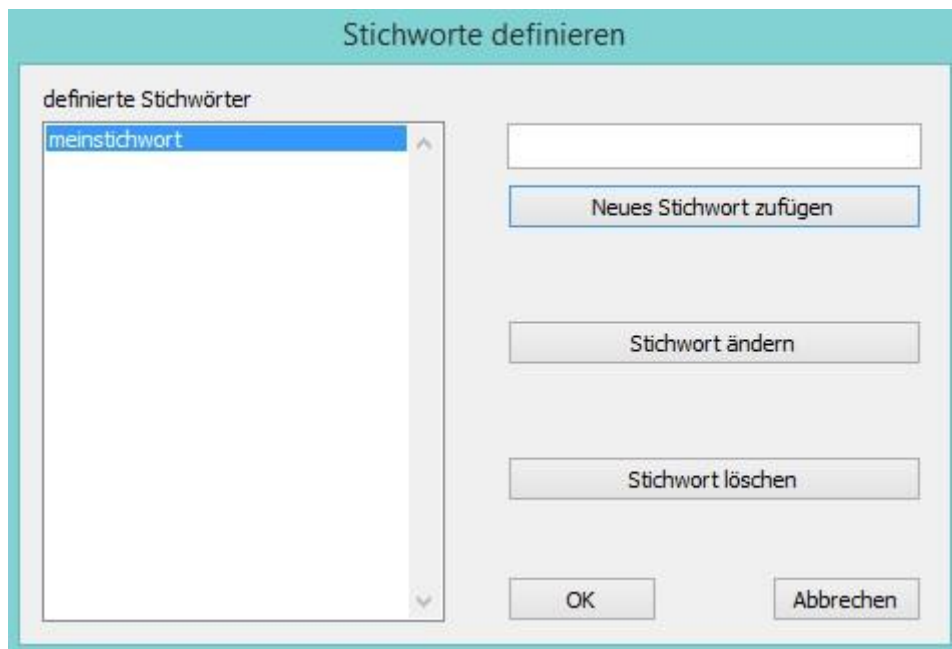 Stichworte definieren
definierte Stichwörter
meinstichwort
Neues Stichwort zufügen
Stichwort ändern
Stichwort löschen
OK
Abbrechen